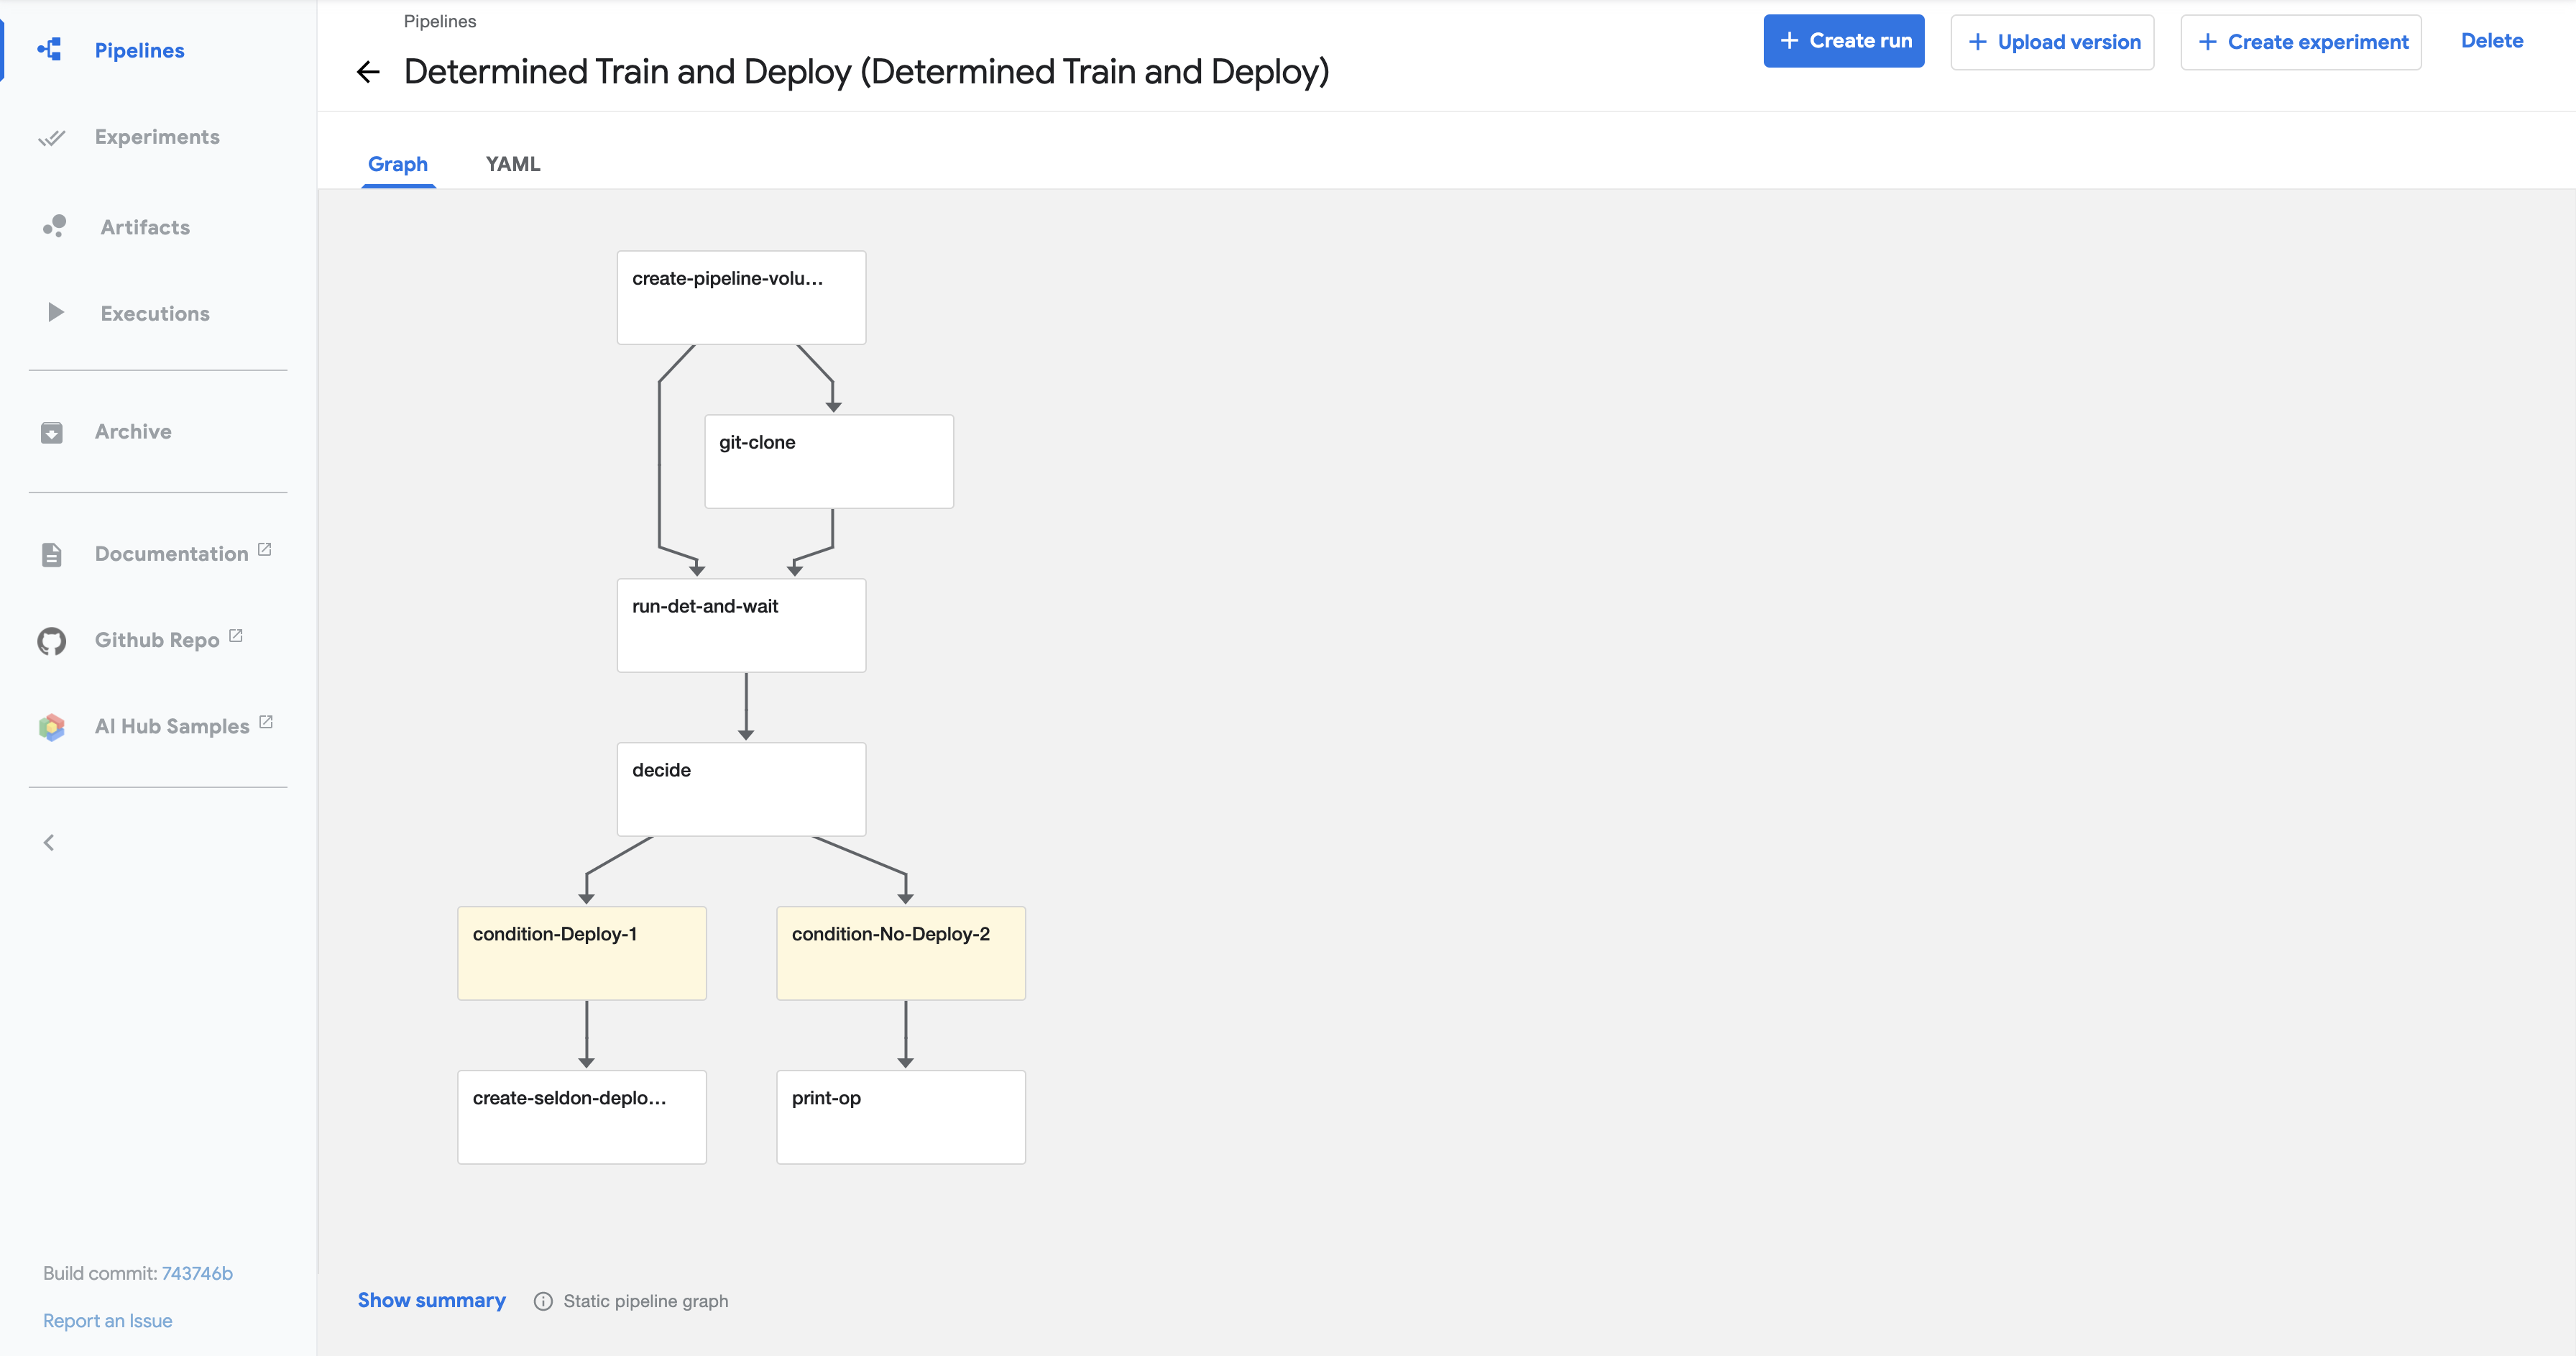 Pipelines
Experiments
Artifacts
Executions
Archive
Documentation
Github Repo
AI Hub Samples
Build commit: 743746b
Report an Issue
Pipelines
Determined Train and Deploy (Determined Train and Deploy)
+ Create run
+ Upload version
+ Create experiment
Delete
Graph
YAML
create-pipeline-volu...
git-clone
run-det-and-wait
decide
condition-Deploy-1
condition-No-Deploy-2
create-seldon-deplo...
print-op
Show summary
Static pipeline graph